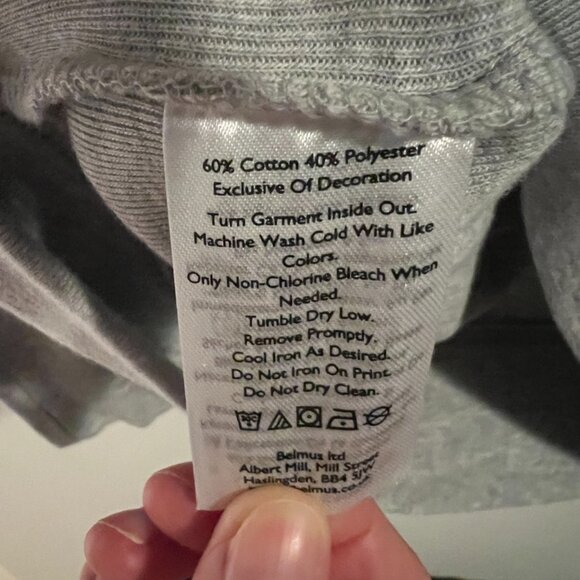 60% Cotton 40% Polyester
Exclusive Of Decoration
Turn Garment Inside Out.
Machine Wash Cold With Like
Colors.
Only Non-Chlorine Bleach When
Needed.
Tumble Dry Low.
Remove Promptly.
Cool Iron As Desired.
Do Not Iron On Print.
Do Not Dry Clean.
Belmus ltd
Albert Mill, Mill Street
Haslingden, BB4 5JW